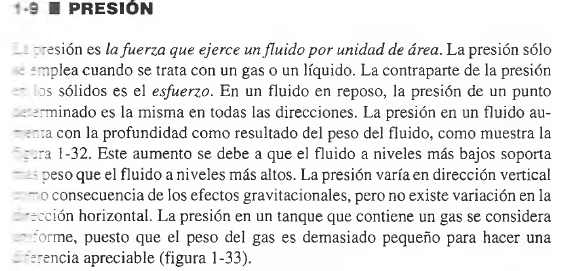 1-9 ■ PRESIÓN
La presión es la fuerza que ejerce un fluido por unidad de área. La presión sólo
se emplea cuando se trata con un gas o un líquido. La contraparte de la presión
en los sólidos es el esfuerzo. En un fluido en reposo, la presión de un punto
determinado es la misma en todas las direcciones. La presión en un fluido au-
menta con la profundidad como resultado del peso del fluido, como muestra la
figura 1-32. Este aumento se debe a que el fluido a niveles más bajos soporta
más peso que el fluido a niveles más altos. La presión varía en dirección vertical
como consecuencia de los efectos gravitacionales, pero no existe variación en la
dirección horizontal. La presión en un tanque que contiene un gas se considera
uniforme, puesto que el peso del gas es demasiado pequeño para hacer una
diferencia apreciable (figura 1-33).